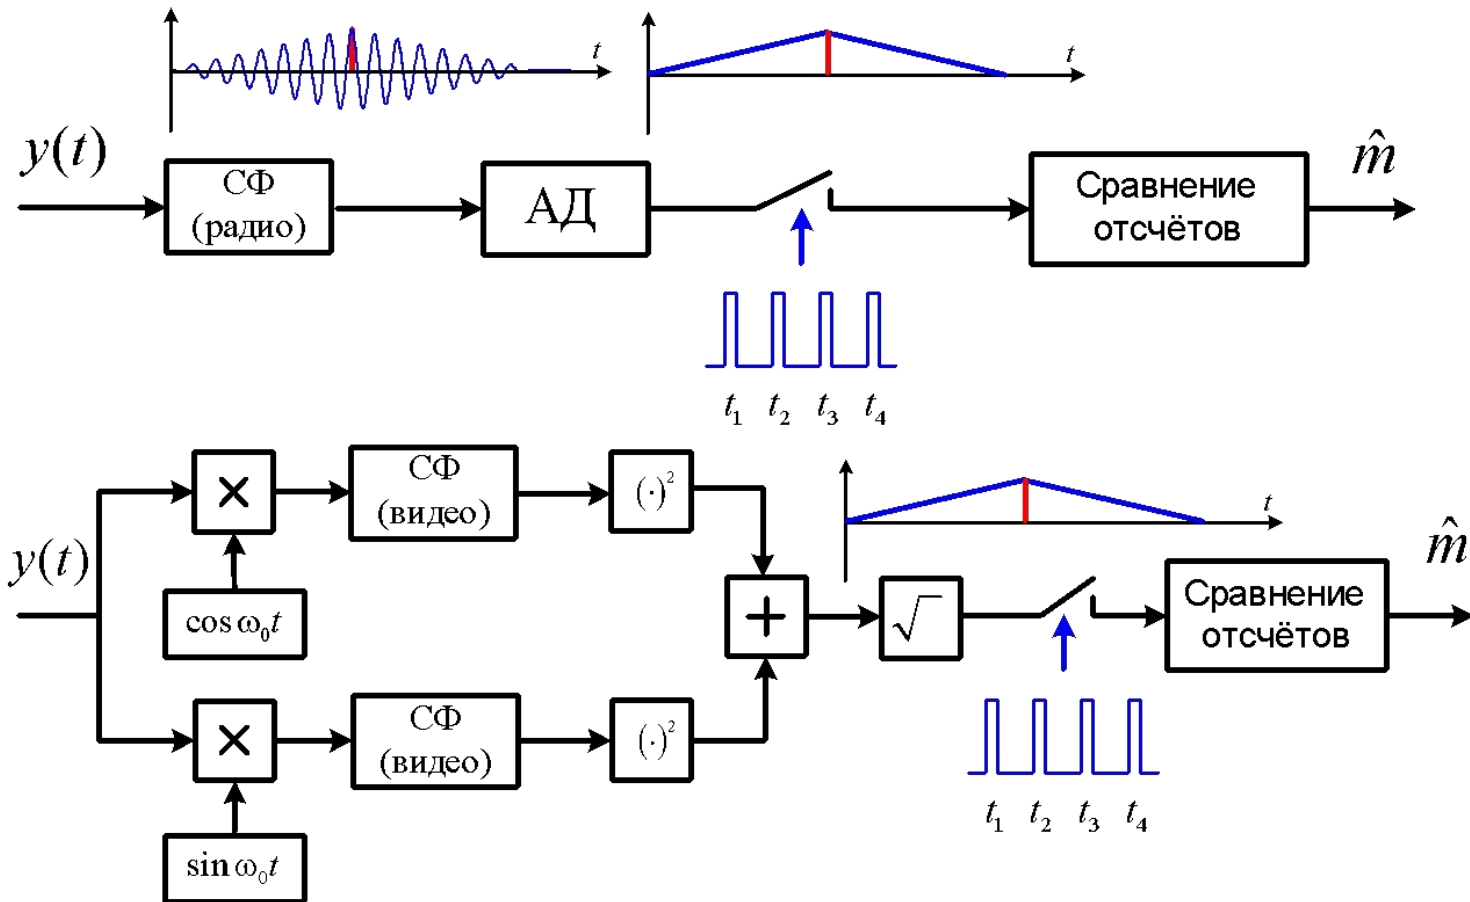 t
t
y(t)
СФ
(радио)
АД
Сравнение
отсчётов
m̂
t₁ t₂ t₃ t₄
×
СФ
(видео)
(·)²
t
y(t)
cos ω₀t
+
√
Сравнение
отсчётов
m̂
×
СФ
(видео)
(·)²
t₁ t₂ t₃ t₄
sin ω₀t